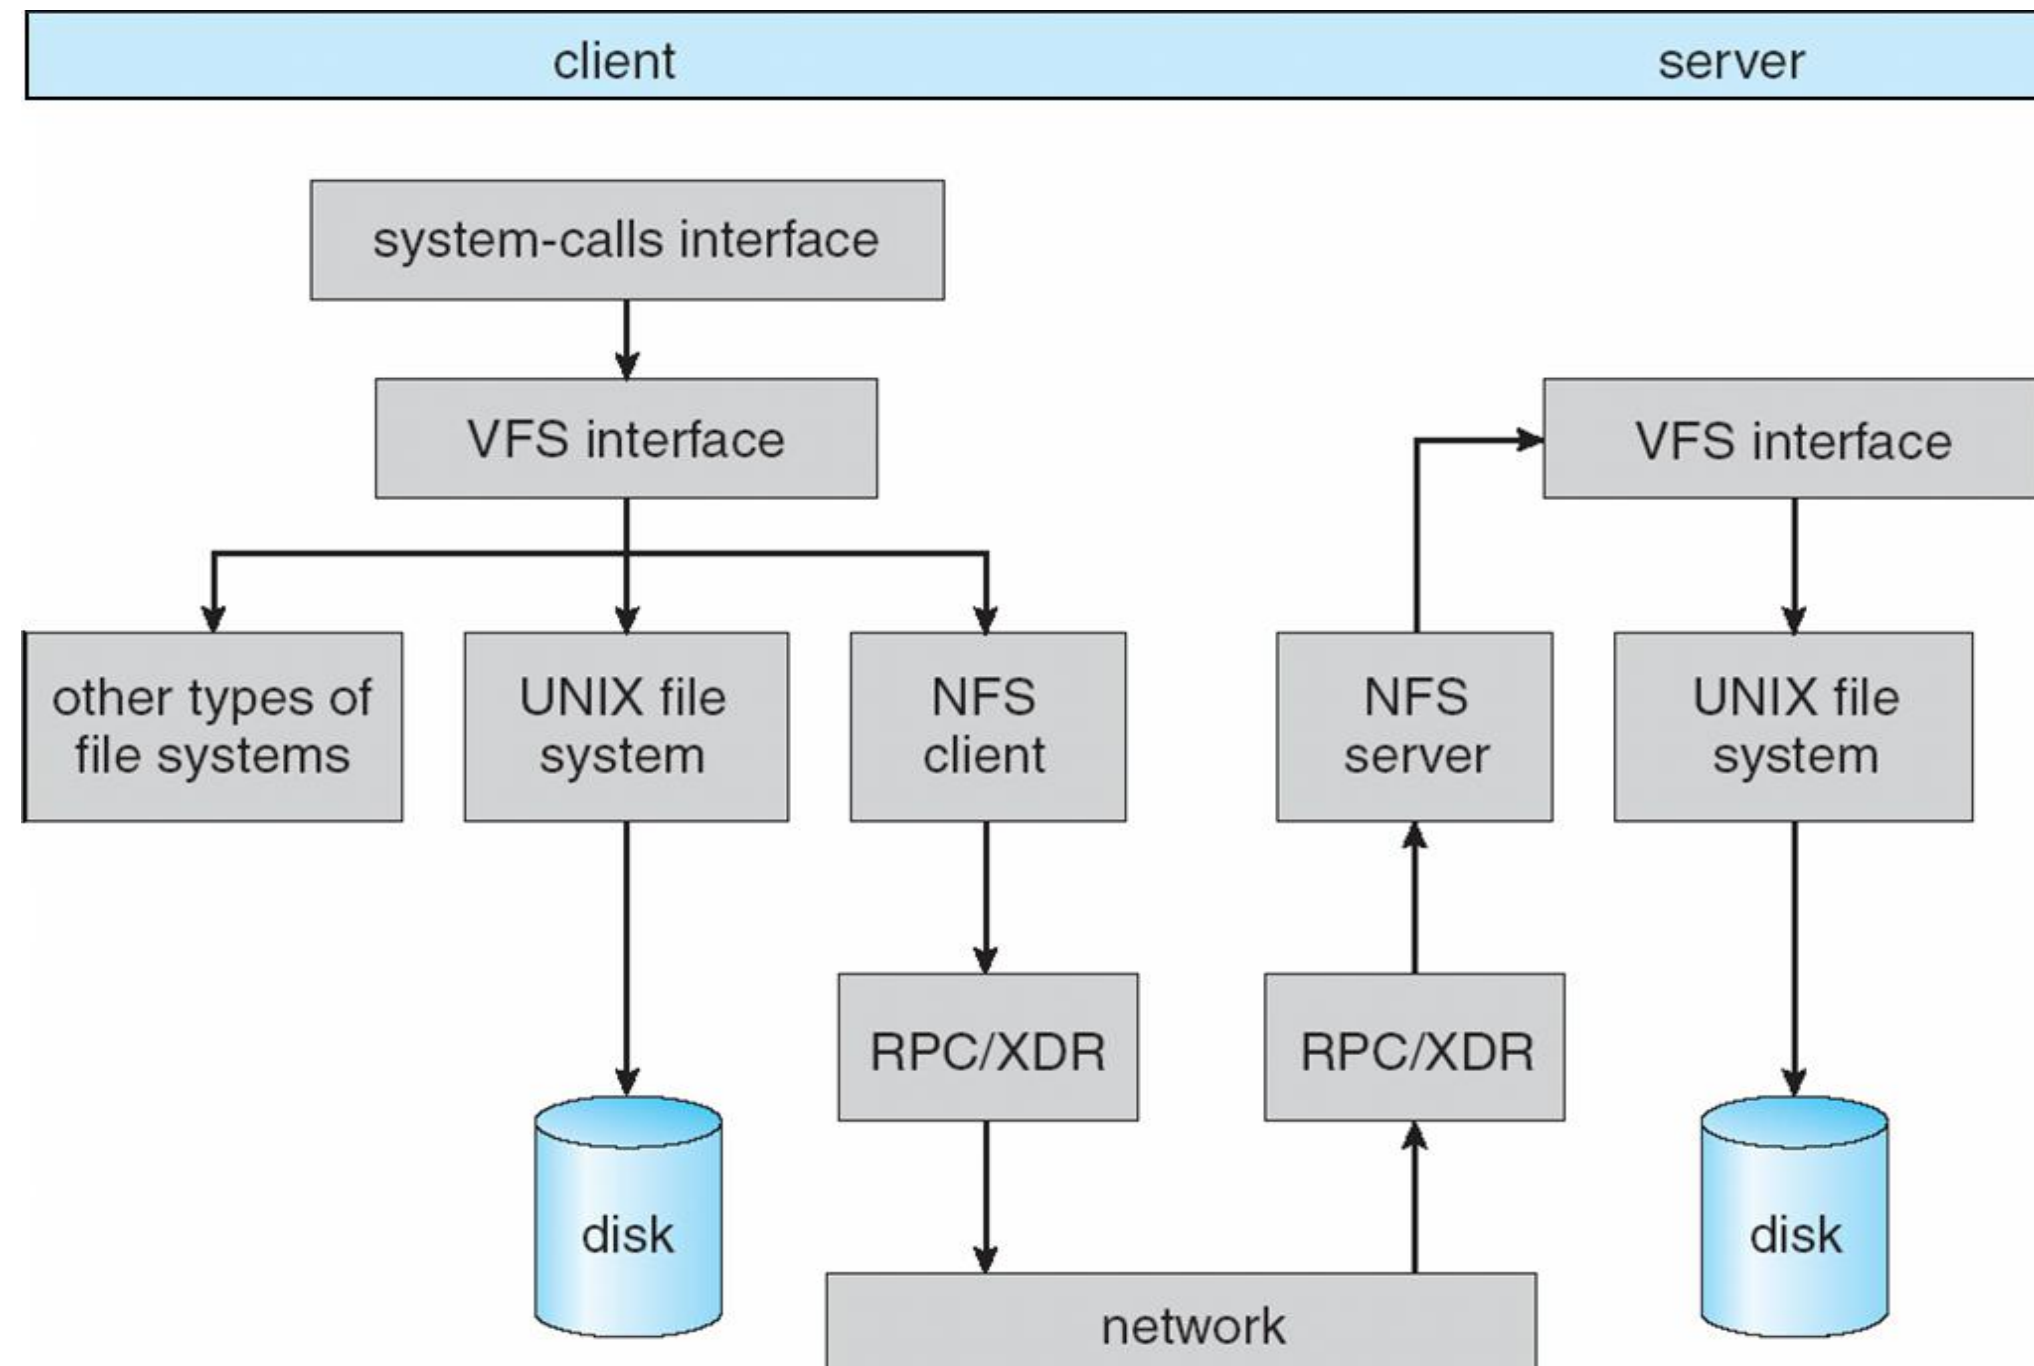 client
server
system-calls interface
VFS interface
VFS interface
other types of
file systems
UNIX file
system
NFS
client
NFS
server
UNIX file
system
RPC/XDR
RPC/XDR
disk
disk
network